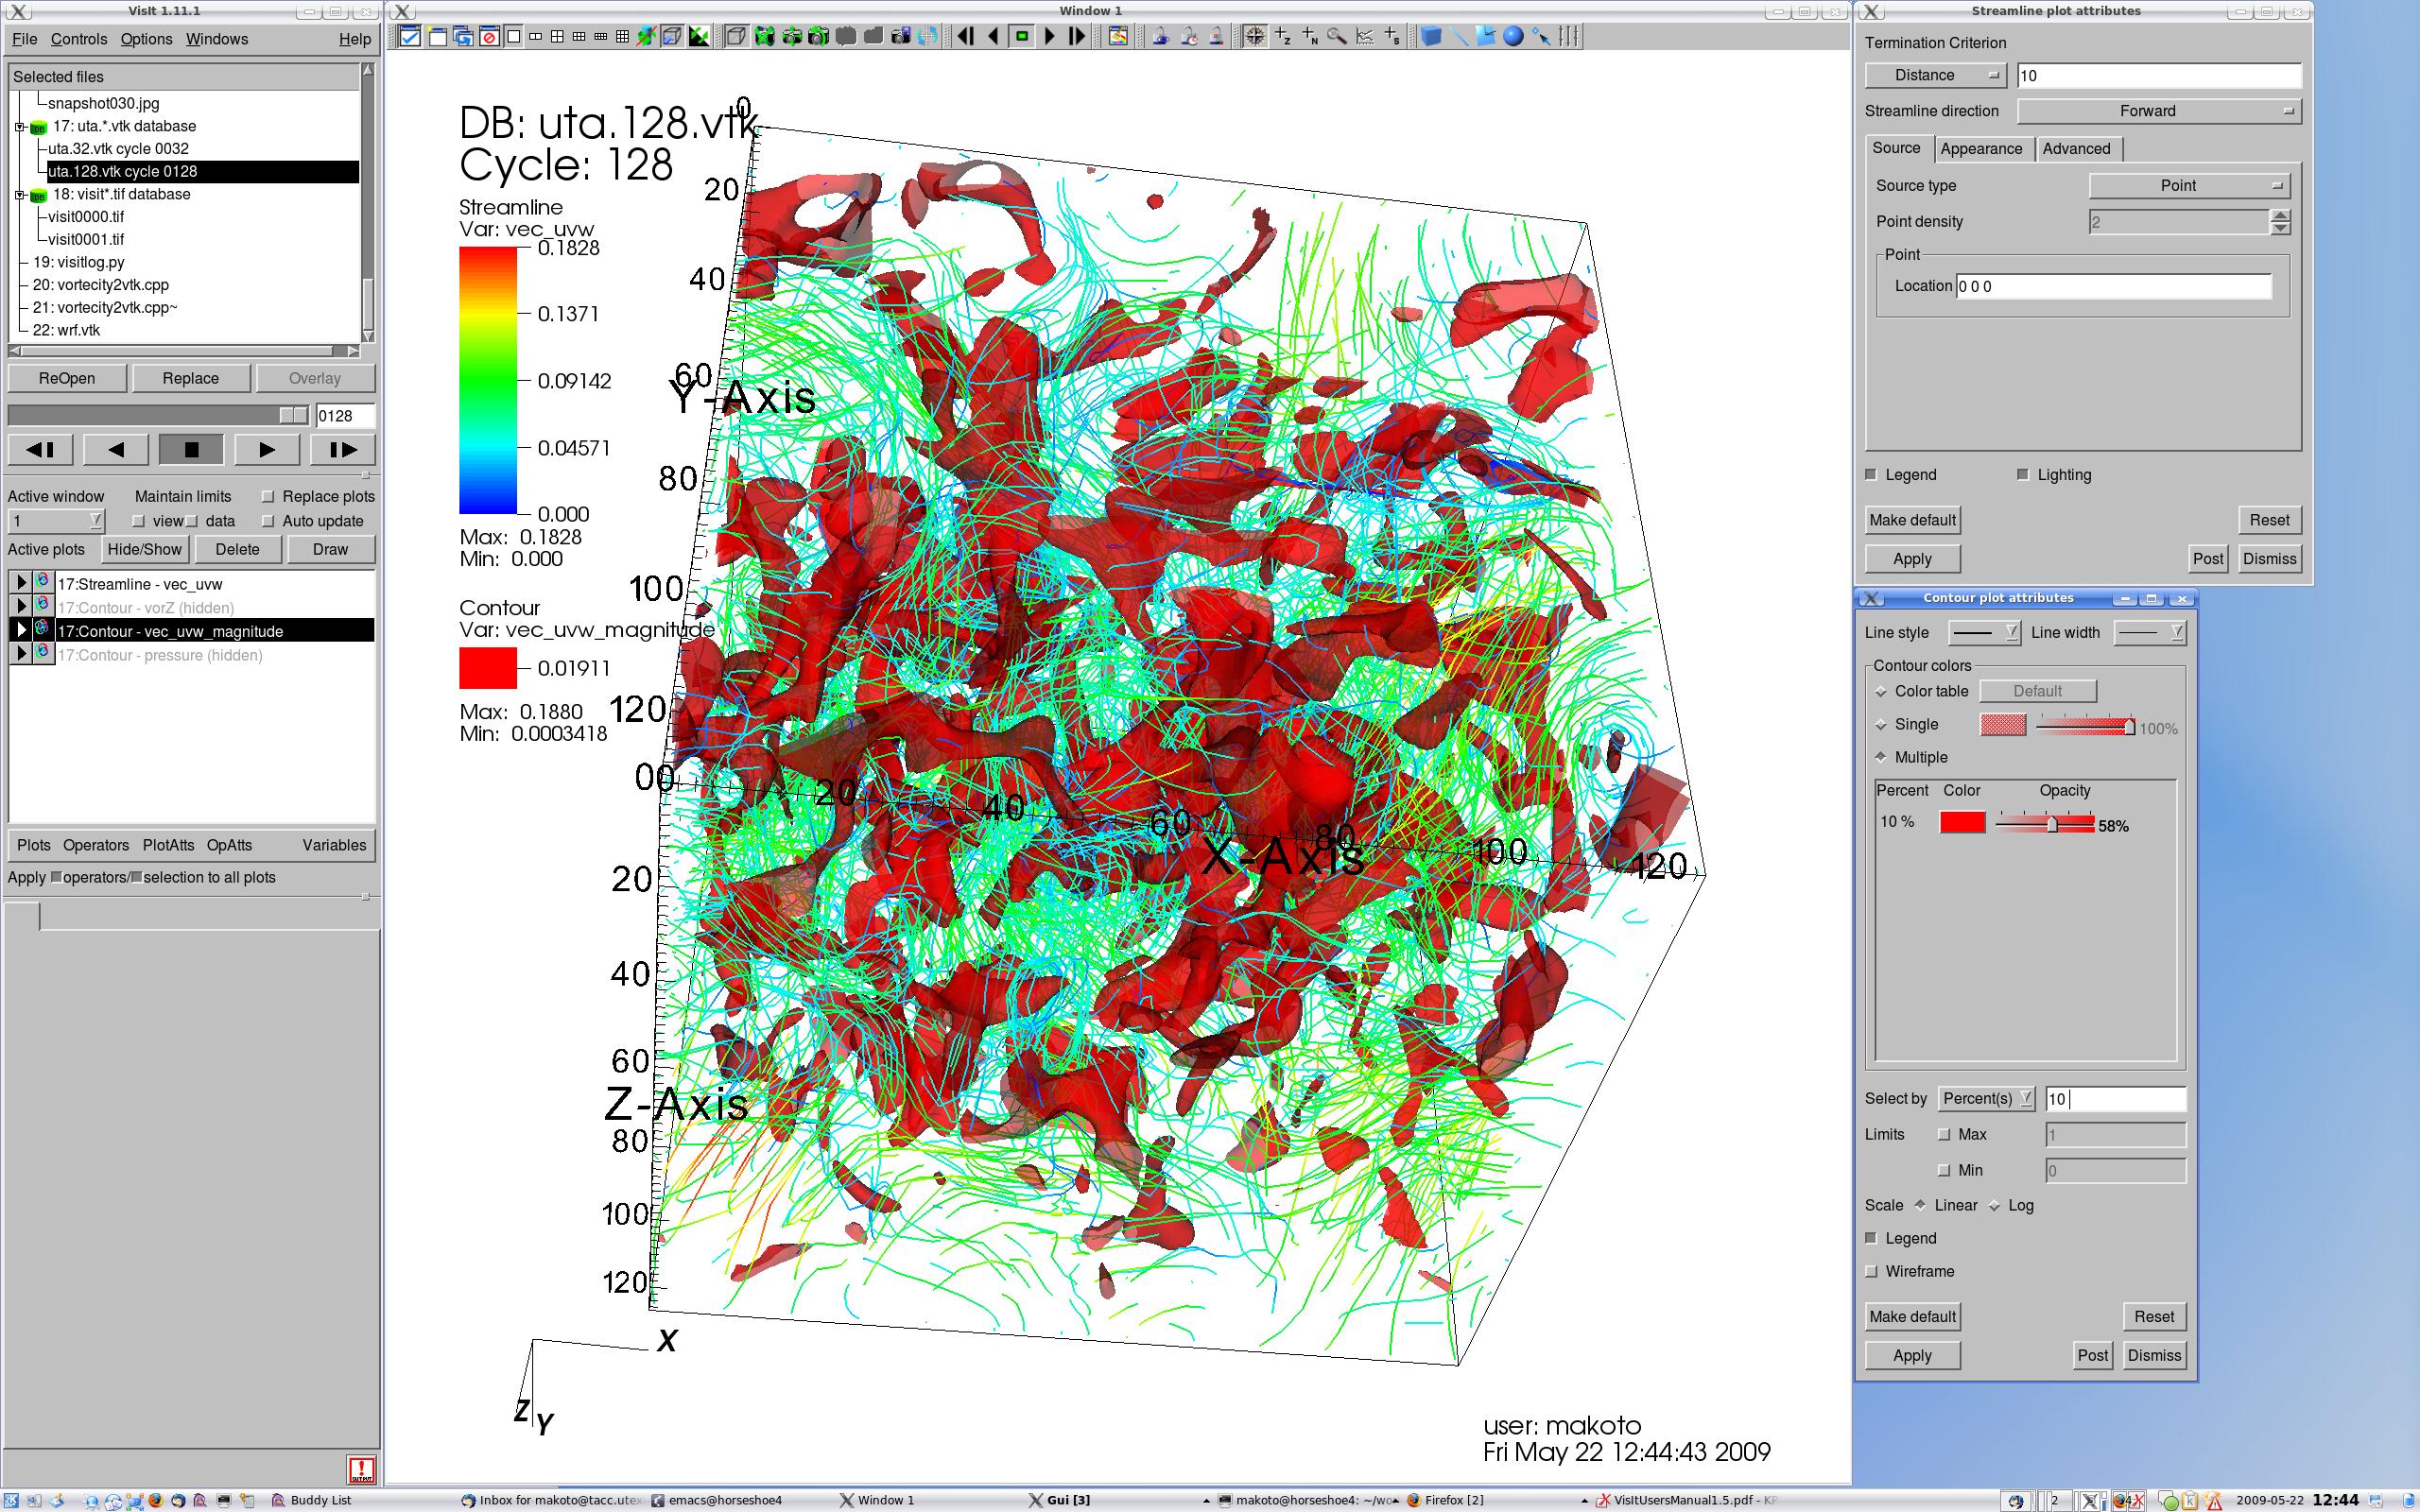 VisIt 1.11.1
File Controls Options Windows Help
Selected files
snapshot030.jpg
17: uta.*.vtk database
uta.32.vtk cycle 0032
uta.128.vtk cycle 0128
18: visit*.tif database
visit0000.tif
visit0001.tif
19: visitlog.py
20: vortecity2vtk.cpp
21: vortecity2vtk.cpp~
22: wrf.vtk
ReOpen Replace Overlay
0128
Active window Maintain limits Replace plots
1 view data Auto update
Active plots Hide/Show Delete Draw
17:Streamline - vec_uvw
17:Contour - vorZ (hidden)
17:Contour - vec_uvw_magnitude
17:Contour - pressure (hidden)
Plots Operators PlotAtts OpAtts Variables
Apply operators/ selection to all plots
Window 1
DB: uta.128.vtk
Cycle: 128
Streamline
Var: vec_uvw
0.1828
0.1371
0.09142
0.04571
0.000
Max: 0.1828
Min: 0.000
Contour
Var: vec_uvw_magnitude
0.01911
Max: 0.1880
Min: 0.0003418
0
20
40
60
Y-Axis
80
100
120
0 0 20 40 60 80 100 120
X-Axis
20
40
60
Z-Axis
80
100
120
X
Z Y
user: makoto
Fri May 22 12:44:43 2009
Streamline plot attributes
Termination Criterion
Distance 10
Streamline direction Forward
Source Appearance Advanced
Source type Point
Point density 2
Point
Location 0 0 0
Legend Lighting
Make default Reset
Apply Post Dismiss
Contour plot attributes
Line style Line width
Contour colors
Color table Default
Single 100%
Multiple
Percent Color Opacity
10 % 58%
Select by Percent(s) 10
Limits Max 1
Min 0
Scale Linear Log
Legend
Wireframe
Make default Reset
Apply Post Dismiss
Buddy List Inbox for makoto@tacc.utex emacs@horseshoe4 Window 1 Gui [3] makoto@horseshoe4: ~/wo Firefox [2] VisItUsersManual1.5.pdf - KP 2 2009-05-22 12:44